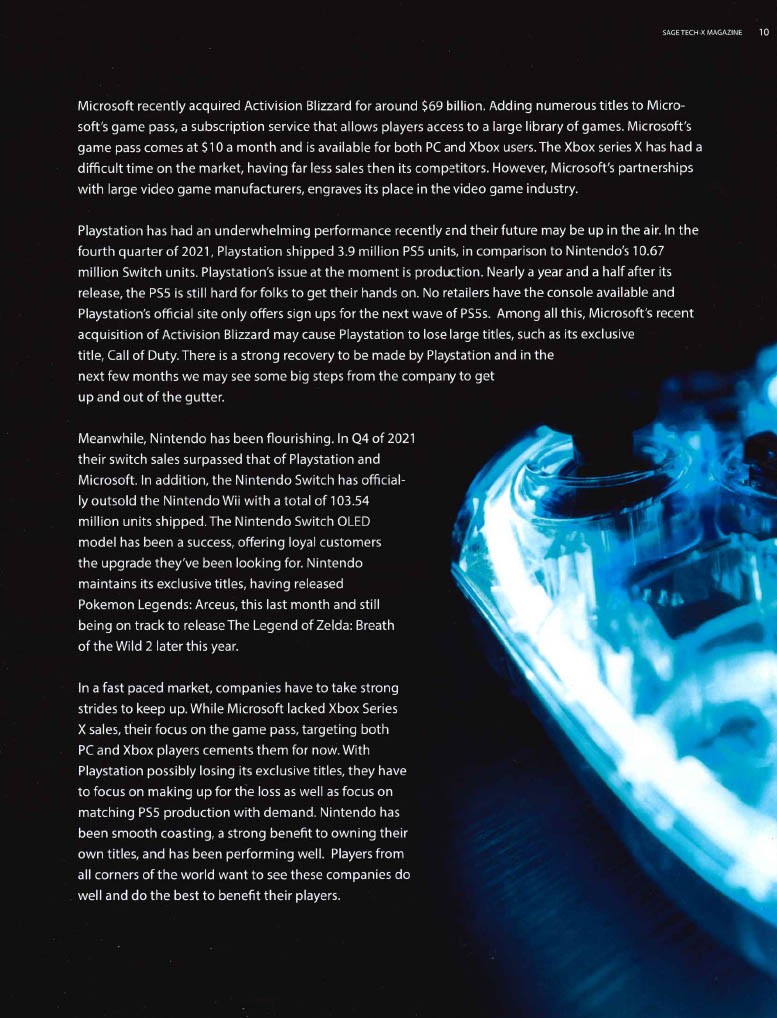 SAGE TECH-X MAGAZINE 10
Microsoft recently acquired Activision Blizzard for around $69 billion. Adding numerous titles to Micro-
soft's game pass, a subscription service that allows players access to a large library of games. Microsoft's
game pass comes at $10 a month and is available for both PC and Xbox users. The Xbox series X has had a
difficult time on the market, having far less sales then its competitors. However, Microsoft's partnerships
with large video game manufacturers, engraves its place in the video game industry.
Playstation has had an underwhelming performance recently and their future may be up in the air. In the
fourth quarter of 2021, Playstation shipped 3.9 million PS5 units, in comparison to Nintendo's 10.67
million Switch units. Playstation's issue at the moment is production. Nearly a year and a half after its
release, the PS5 is still hard for folks to get their hands on. No retailers have the console available and
Playstation's official site only offers sign ups for the next wave of PS5s. Among all this, Microsoft's recent
acquisition of Activision Blizzard may cause Playstation to lose large titles, such as its exclusive
title, Call of Duty. There is a strong recovery to be made by Playstation and in the
next few months we may see some big steps from the company to get
up and out of the gutter.
Meanwhile, Nintendo has been flourishing. In Q4 of 2021
their switch sales surpassed that of Playstation and
Microsoft. In addition, the Nintendo Switch has official-
ly outsold the Nintendo Wii with a total of 103.54
million units shipped. The Nintendo Switch OLED
model has been a success, offering loyal customers
the upgrade they've been looking for. Nintendo
maintains its exclusive titles, having released
Pokemon Legends: Arceus, this last month and still
being on track to release The Legend of Zelda: Breath
of the Wild 2 later this year.
In a fast paced market, companies have to take strong
strides to keep up. While Microsoft lacked Xbox Series
X sales, their focus on the game pass, targeting both
PC and Xbox players cements them for now. With
Playstation possibly losing its exclusive titles, they have
to focus on making up for the loss as well as focus on
matching PS5 production with demand. Nintendo has
been smooth coasting, a strong benefit to owning their
own titles, and has been performing well. Players from
all corners of the world want to see these companies do
well and do the best to benefit their players.